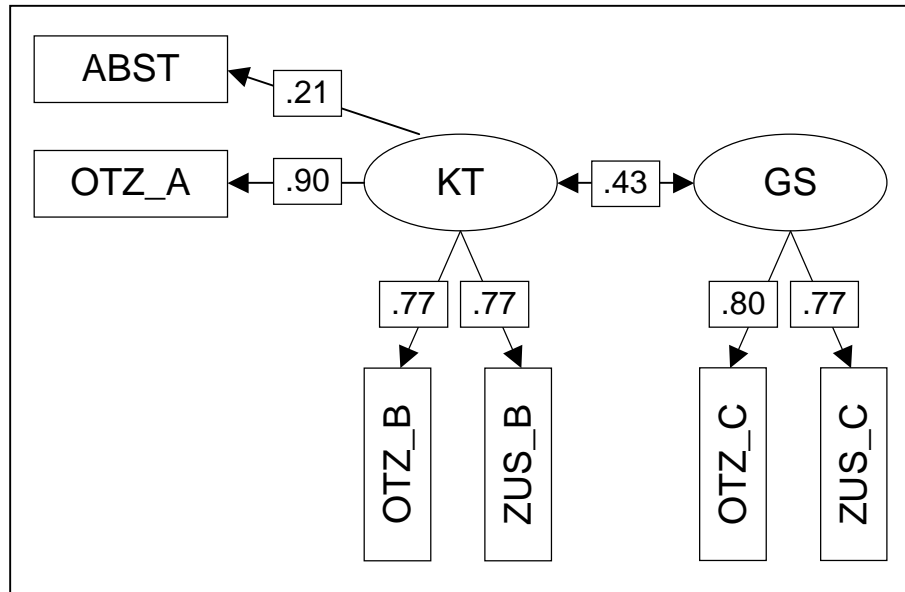 ABST
.21
OTZ_A
.90
KT
.43
GS
.77
.77
.80
.77
OTZ_B
ZUS_B
OTZ_C
ZUS_C